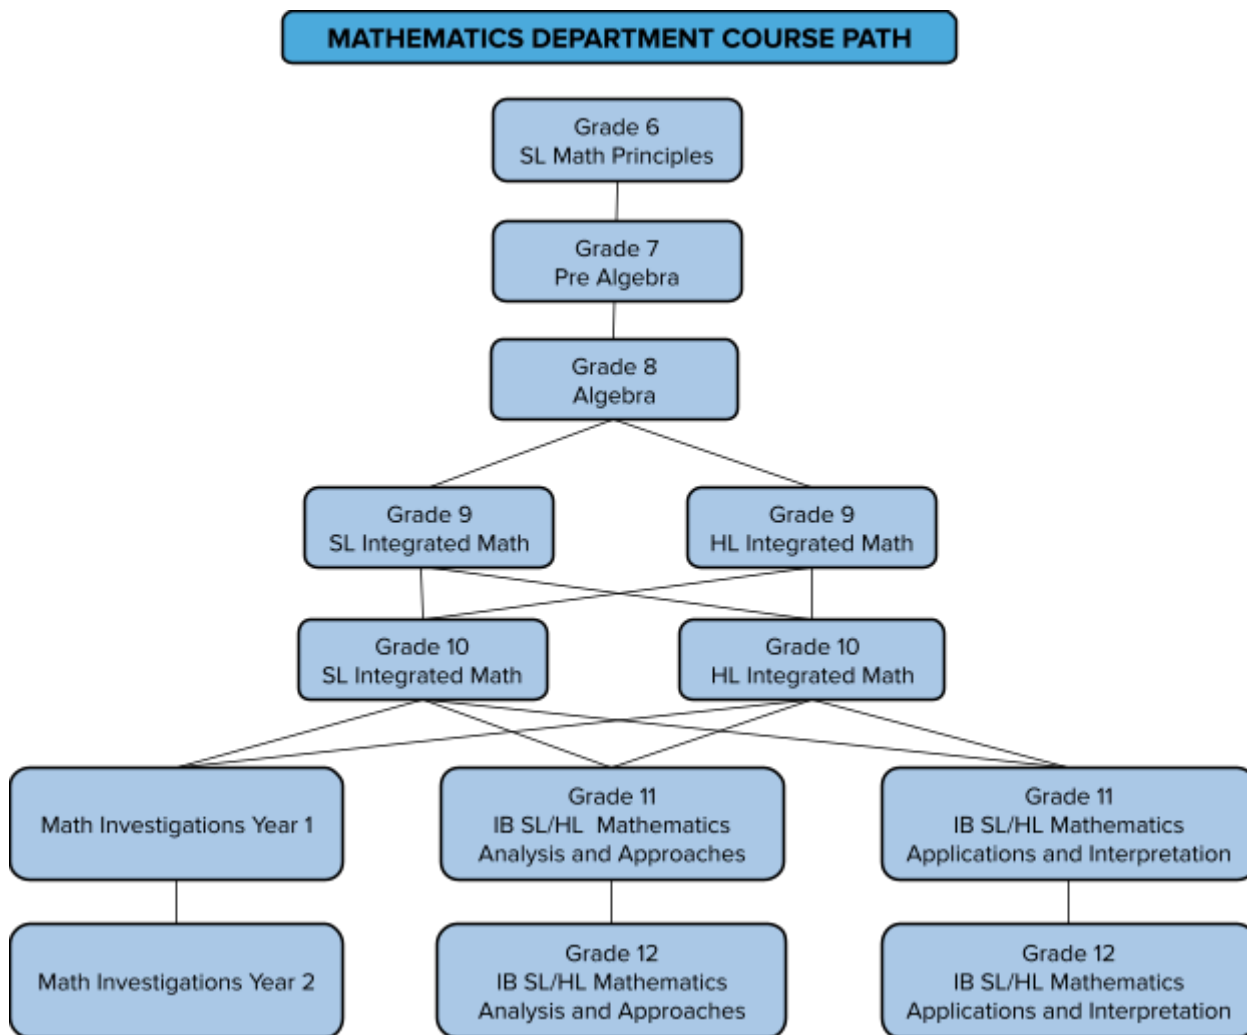 MATHEMATICS DEPARTMENT COURSE PATH
Grade 6
SL Math Principles
Grade 7
Pre Algebra
Grade 8
Algebra
Grade 9
SL Integrated Math
Grade 9
HL Integrated Math
Grade 10
SL Integrated Math
Grade 10
HL Integrated Math
Math Investigations Year 1
Grade 11
IB SL/HL Mathematics
Analysis and Approaches
Grade 11
IB SL/HL Mathematics
Applications and Interpretation
Math Investigations Year 2
Grade 12
IB SL/HL Mathematics
Analysis and Approaches
Grade 12
IB SL/HL Mathematics
Applications and Interpretation